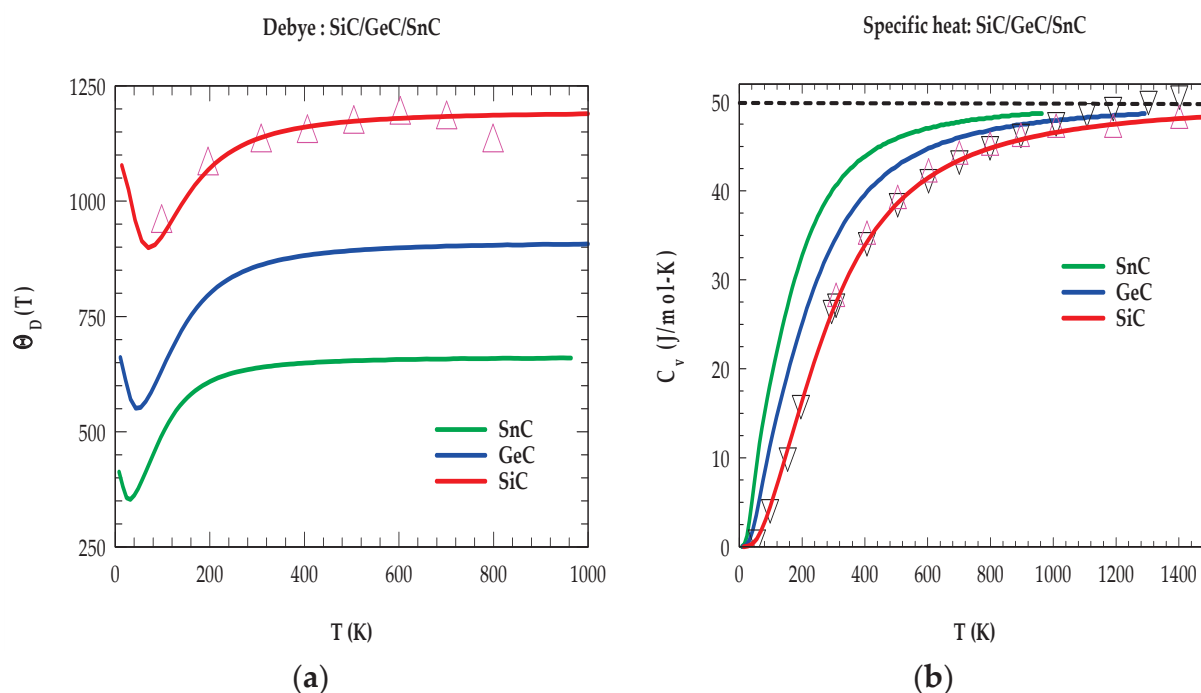 Debye : SiC/GeC/SnC
1250
1000
750
500
250
Θ_D (T)
SnC
GeC
SiC
0 200 400 600 800 1000
T (K)
(a)
Specific heat: SiC/GeC/SnC
50
40
30
20
10
0
C_v (J/mol-K)
SnC
GeC
SiC
0 200 400 600 800 1000 1200 1400
T (K)
(b)